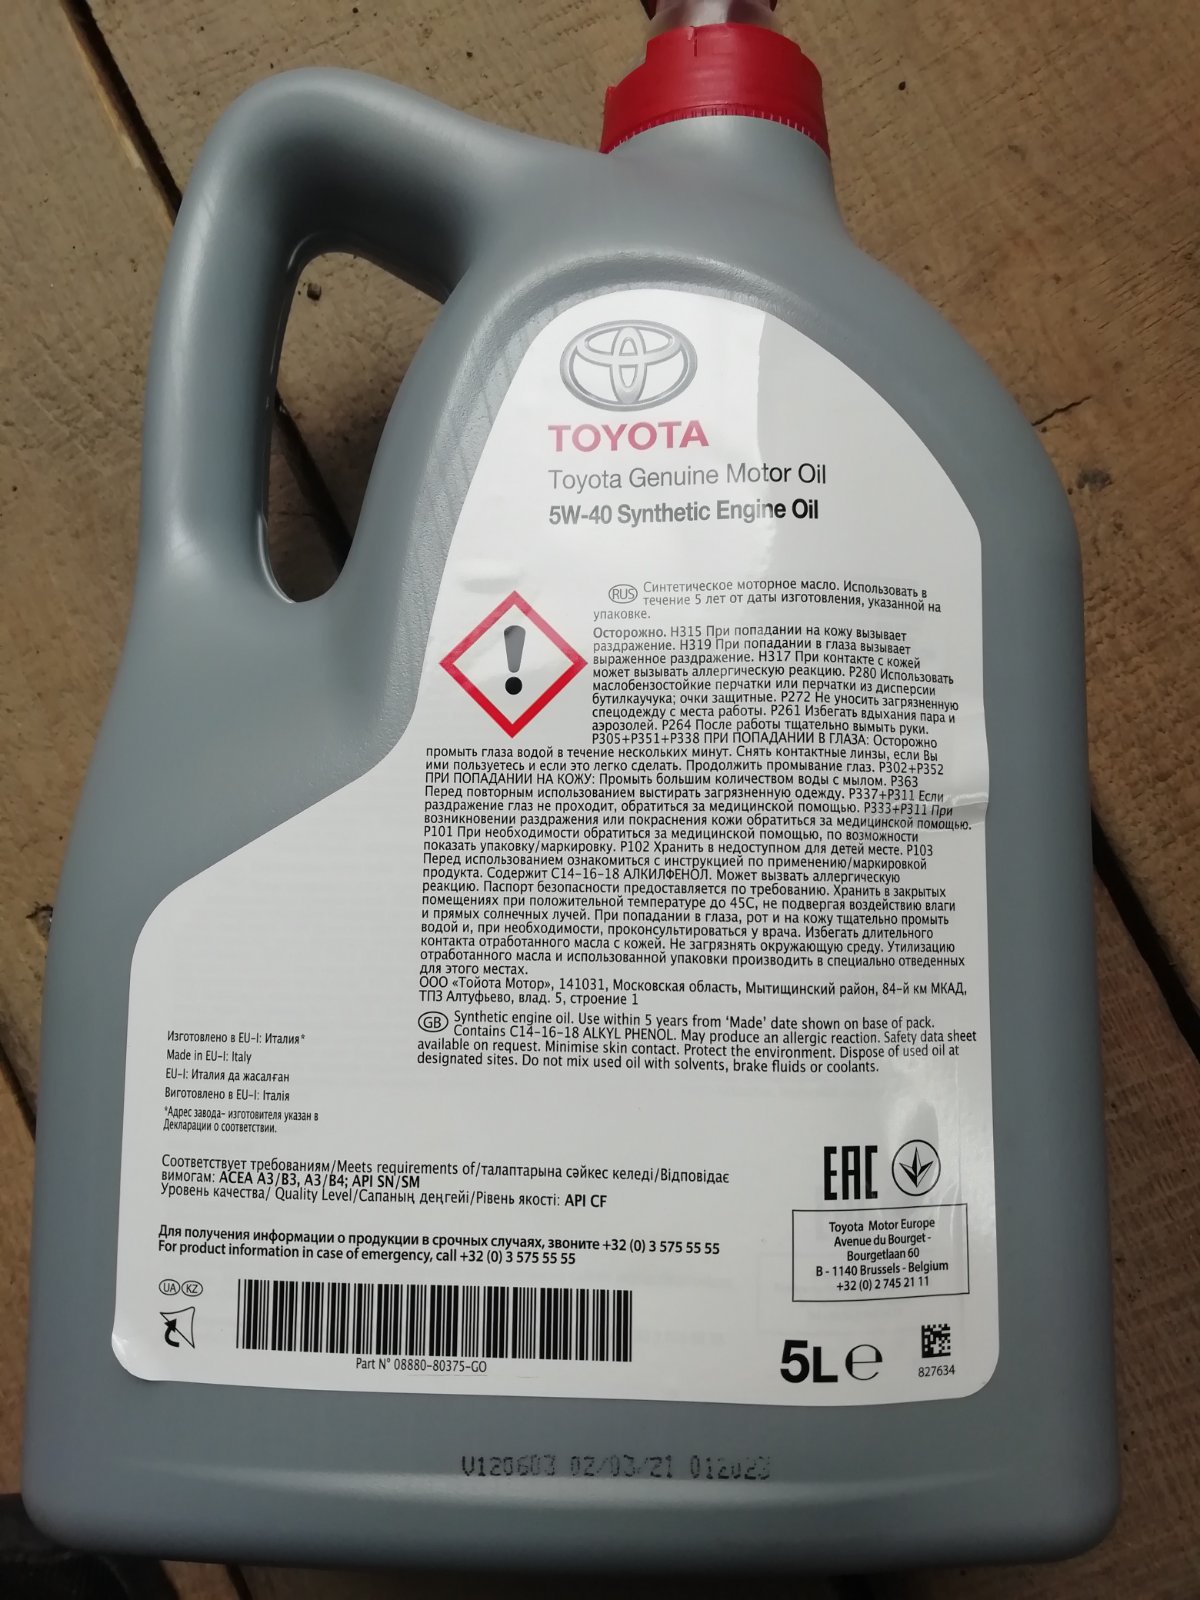 TOYOTA
Toyota Genuine Motor Oil
5W-40 Synthetic Engine Oil
RUS Синтетическое моторное масло. Использовать в
течение 5 лет от даты изготовления, указанной на
упаковке.
Осторожно. H315 При попадании на кожу вызывает
раздражение. H319 При попадании в глаза вызывает
выраженное раздражение. H317 При контакте с кожей
может вызывать аллергическую реакцию. P280 Использовать
маслобензостойкие перчатки или перчатки из дисперсии
бутилкаучука; очки защитные. P272 Не уносить загрязненную
спецодежду с места работы. P261 Избегать вдыхания пара и
аэрозолей. P264 После работы тщательно вымыть руки.
P305+P351+P338 ПРИ ПОПАДАНИИ В ГЛАЗА: Осторожно
промыть глаза водой в течение нескольких минут. Снять контактные линзы, если Вы
ими пользуетесь и если это легко сделать. Продолжить промывание глаз. P302+P352
ПРИ ПОПАДАНИИ НА КОЖУ: Промыть большим количеством воды с мылом. P363
Перед повторным использованием выстирать загрязненную одежду. P337+P311 Если
раздражение глаз не проходит, обратиться за медицинской помощью. P333+P311 При
возникновении раздражения или покраснения кожи обратиться за медицинской помощью.
P101 При необходимости обратиться за медицинской помощью, по возможности
показать упаковку/маркировку. P102 Хранить в недоступном для детей месте. P103
Перед использованием ознакомиться с инструкцией по применению/маркировкой
продукта. Содержит C14-16-18 АЛКИЛФЕНОЛ. Может вызвать аллергическую
реакцию. Паспорт безопасности предоставляется по требованию. Хранить в закрытых
помещениях при положительной температуре до 45С, не подвергая воздействию влаги
и прямых солнечных лучей. При попадании в глаза, рот и на кожу тщательно промыть
водой и, при необходимости, проконсультироваться у врача. Избегать длительного
контакта отработанного масла с кожей. Не загрязнять окружающую среду. Утилизацию
отработанного масла и использованной упаковки производить в специально отведенных
для этого местах.
ООО «Тойота Мотор», 141031, Московская область, Мытищинский район, 84-й км МКАД,
ТПЗ Алтуфьево, влад. 5, строение 1
GB Synthetic engine oil. Use within 5 years from 'Made' date shown on base of pack.
Contains C14-16-18 ALKYL PHENOL. May produce an allergic reaction. Safety data sheet
available on request. Minimise skin contact. Protect the environment. Dispose of used oil at
designated sites. Do not mix used oil with solvents, brake fluids or coolants.
Изготовлено в EU-I: Италия*
Made in EU-I: Italy
EU-I: Италия да жасалған
Виготовлено в EU-I: Італія
*Адрес завода- изготовителя указан в
Декларации о соответствии.
Соответствует требованиям/Meets requirements of/талаптарына сәйкес келеді/Відповідає
вимогам: ACEA A3/B3, A3/B4; API SN/SM
Уровень качества/ Quality Level/Сапаның деңгейі/Рівень якості: API CF
Для получения информации о продукции в срочных случаях, звоните +32 (0) 3 575 55 55
For product information in case of emergency, call +32 (0) 3 575 55 55
EAC
Toyota Motor Europe
Avenue du Bourget -
Bourgetlaan 60
B - 1140 Brussels - Belgium
+32 (0) 2 745 21 11
UA KZ
Part N° 08880-80375-GO
5L e
827634
V120603 02/03/21 012023